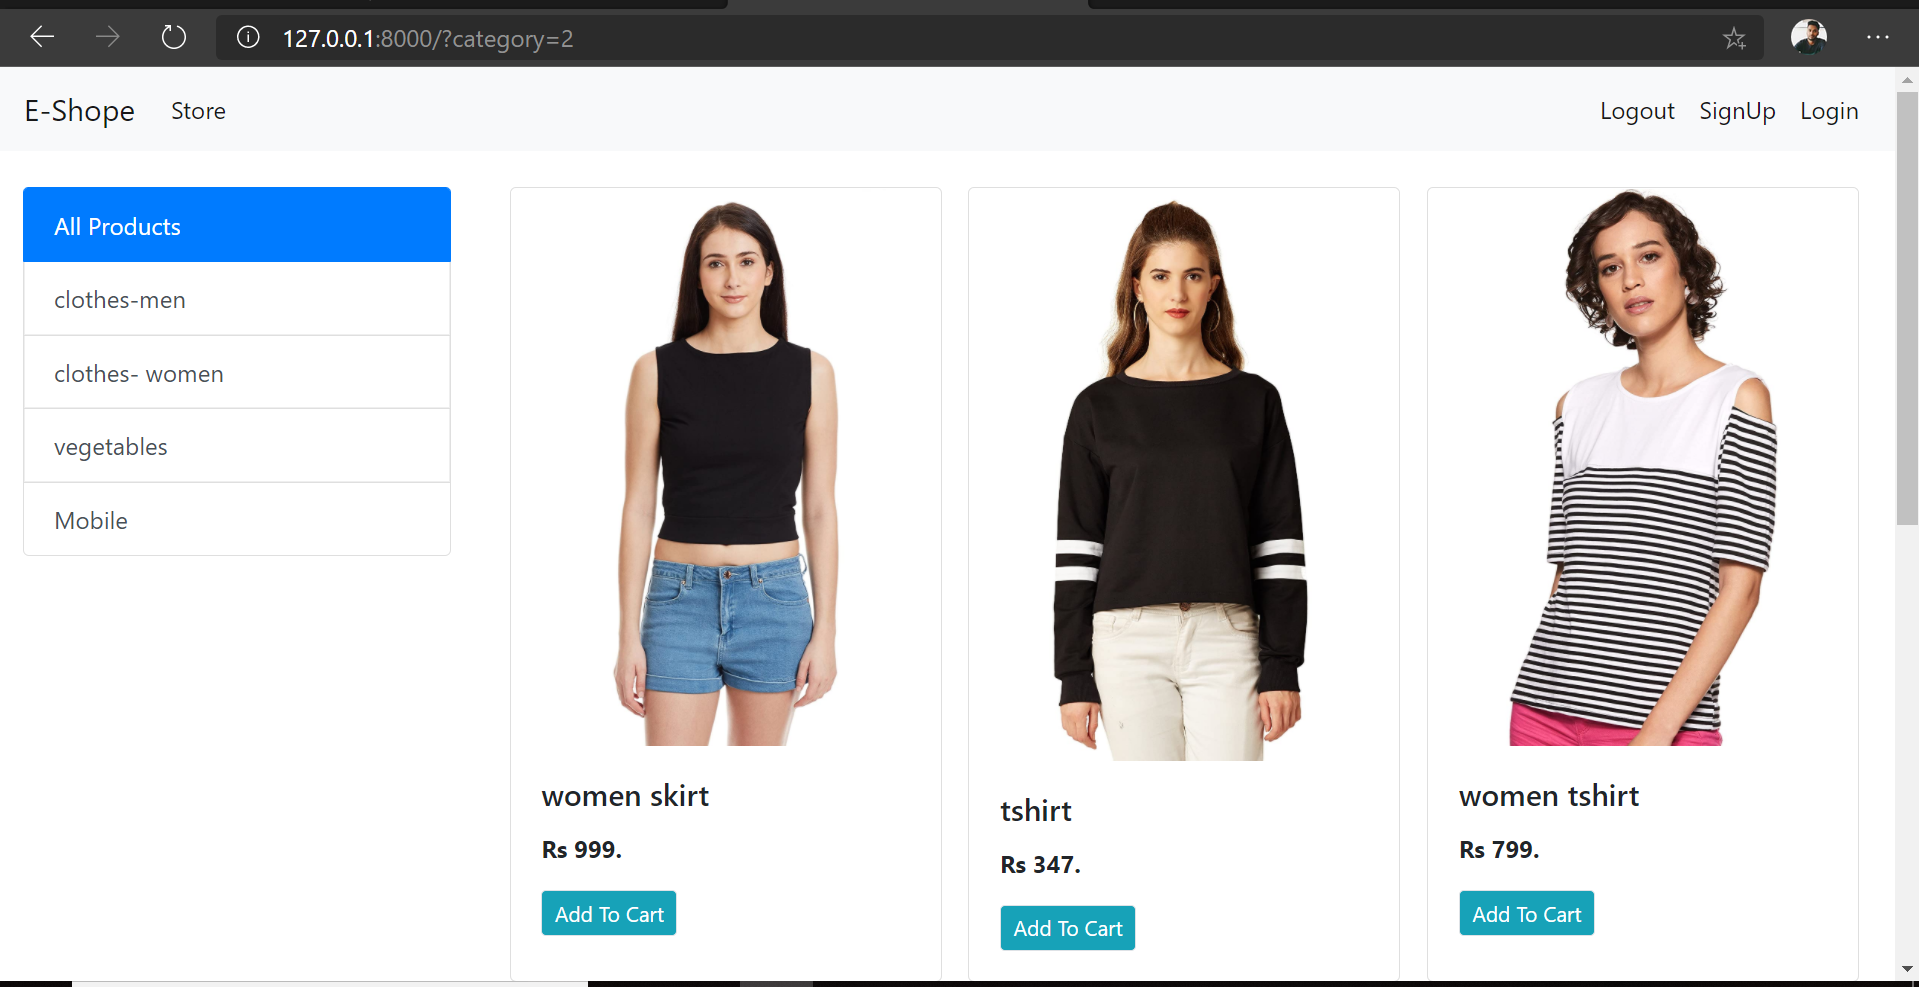 127.0.0.1:8000/?category=2
E-Shope Store Logout SignUp Login
All Products
clothes-men
clothes- women
vegetables
Mobile
women skirt
Rs 999.
Add To Cart
tshirt
Rs 347.
Add To Cart
women tshirt
Rs 799.
Add To Cart